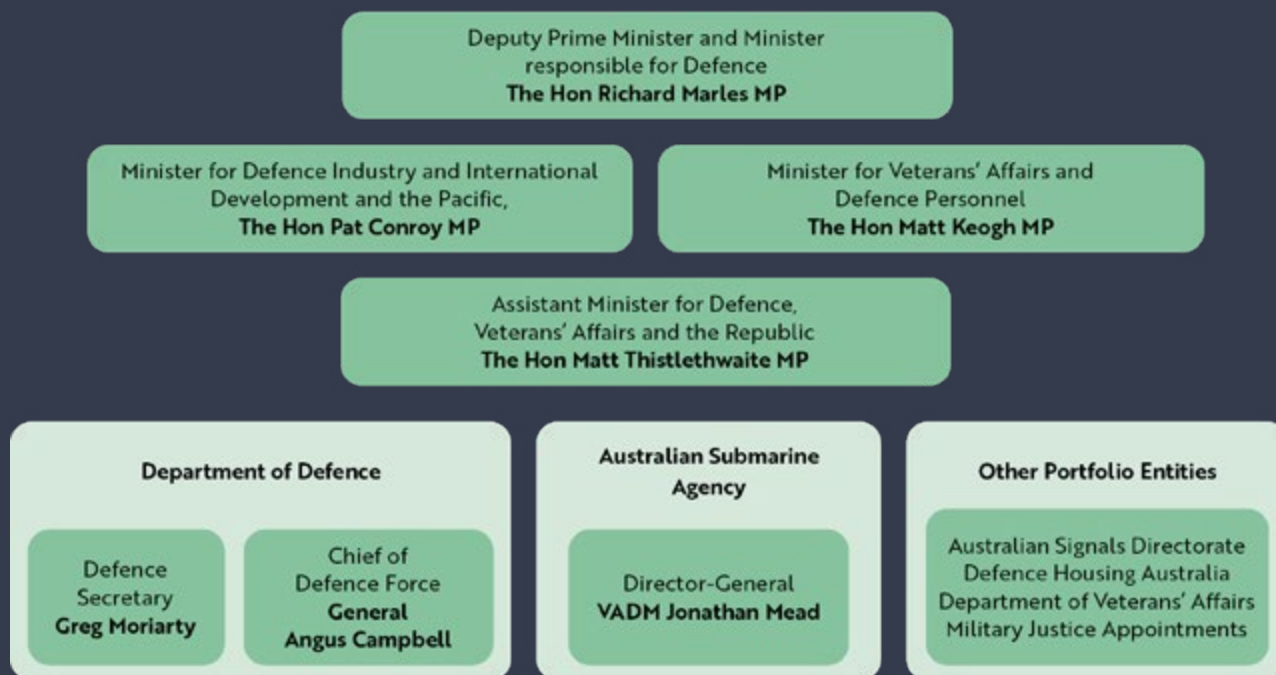 Deputy Prime Minister and Minister
responsible for Defence
The Hon Richard Marles MP
Minister for Defence Industry and International
Development and the Pacific,
The Hon Pat Conroy MP
Minister for Veterans’ Affairs and
Defence Personnel
The Hon Matt Keogh MP
Assistant Minister for Defence,
Veterans’ Affairs and the Republic
The Hon Matt Thistlethwaite MP
Department of Defence
Defence
Secretary
Greg Moriarty
Chief of
Defence Force
General
Angus Campbell
Australian Submarine
Agency
Director-General
VADM Jonathan Mead
Other Portfolio Entities
Australian Signals Directorate
Defence Housing Australia
Department of Veterans’ Affairs
Military Justice Appointments